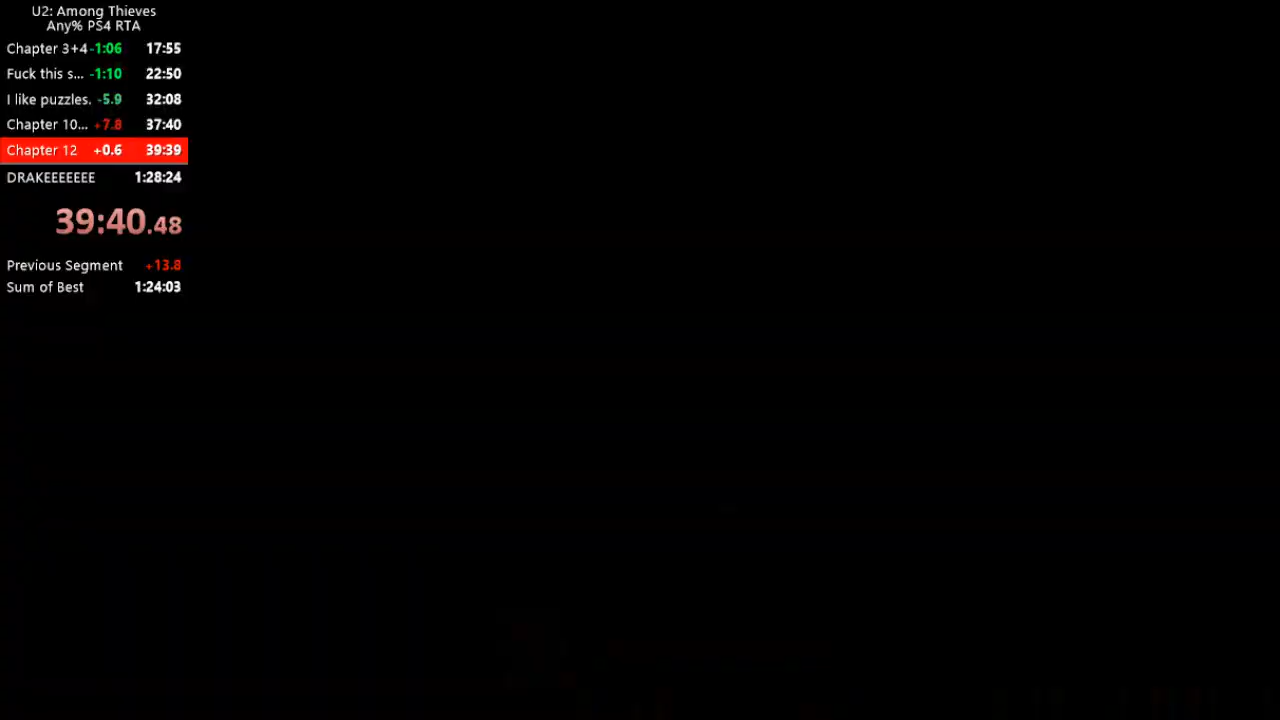 U2: Among Thieves
Any% PS4 RTA
Chapter 3+4 -1:06 17:55
Fuck this s... -1:10 22:50
I like puzzles. -5.9 32:08
Chapter 10... +7.8 37:40
Chapter 12 +0.6 39:39
DRAKEEEEEEE 1:28:24
39:40.48
Previous Segment +13.8
Sum of Best 1:24:03